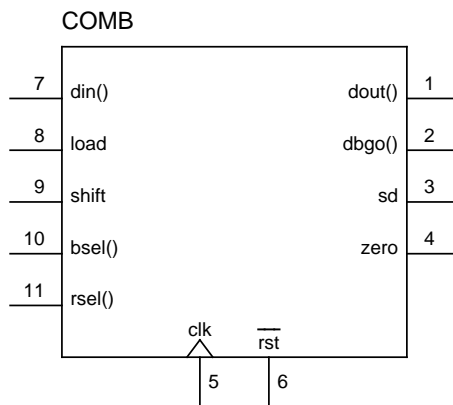 COMB
7 din() dout() 1
8 load dbgo() 2
9 shift sd 3
10 bsel() zero 4
11 rsel()
clk rst
5 6